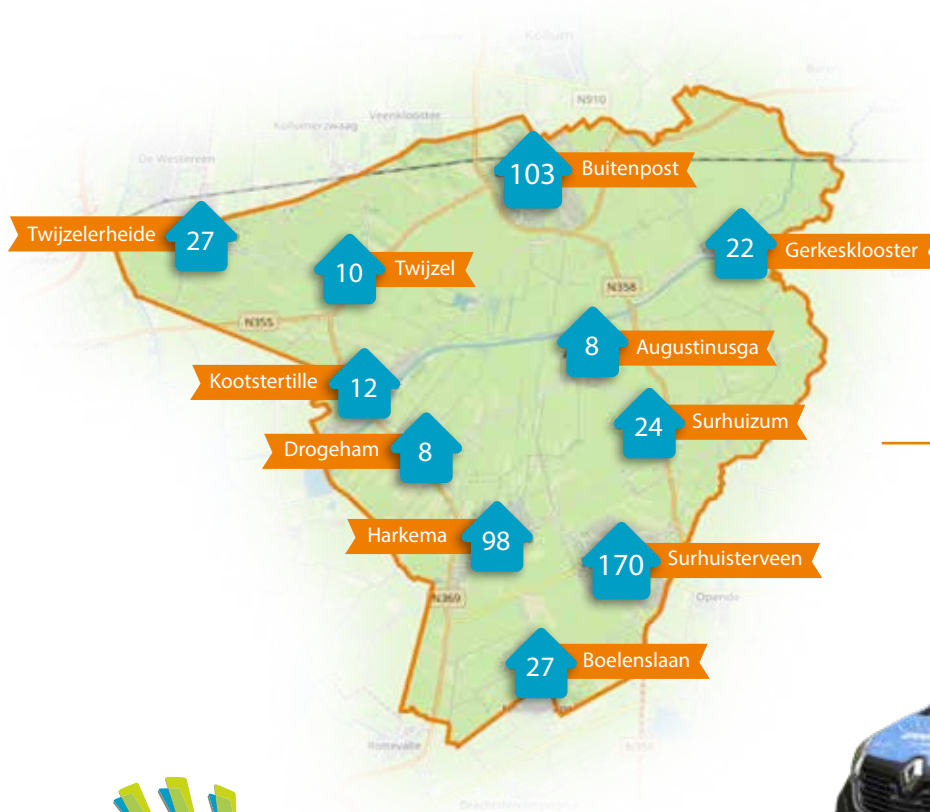 Kollum
N910
Veenklooster
Kollumerzwaag
De Westereen
103 Buitenpost
Twijzelerheide 27
22 Gerkesklooster
10 Twijzel
N358
N355
8 Augustinusga
Kootstertille 12
24 Surhuizum
Drogeham 8
Harkema 98
170 Surhuisterveen
N369
Opende
27 Boelenslaan
Rottevalle
N358